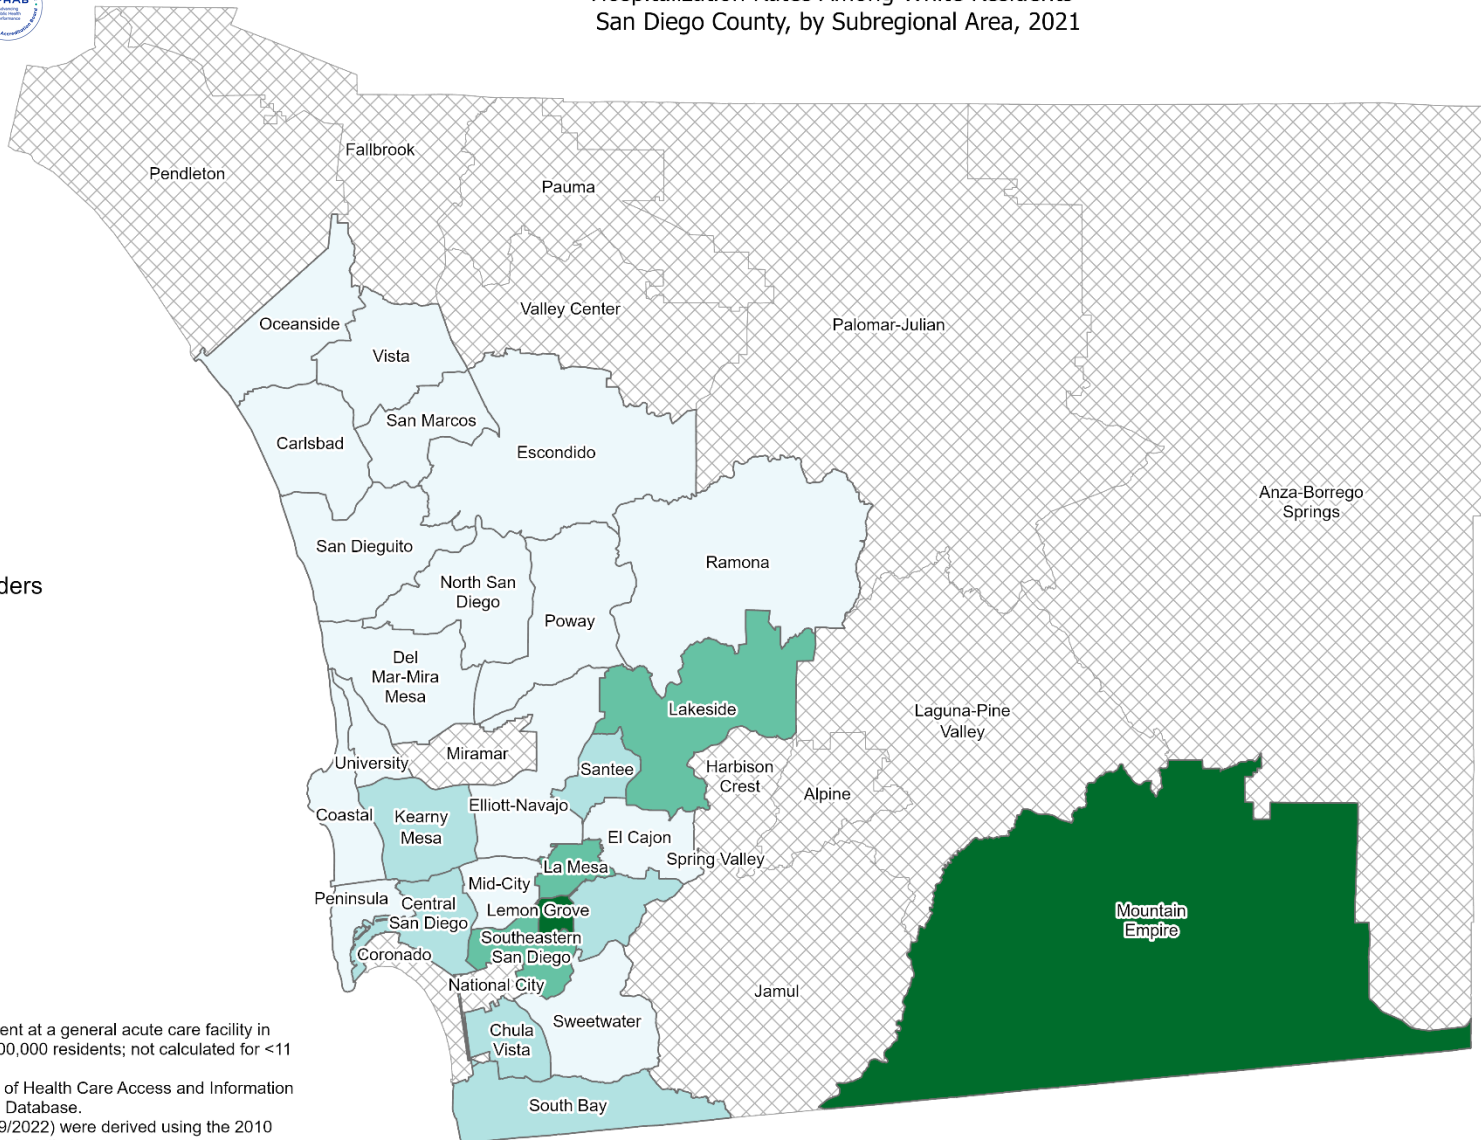 San Diego County, by Subregional Area, 2021
Fallbrook
Pendleton
Pauma
Valley Center
Palomar-Julian
Oceanside
Vista
San Marcos
Carlsbad
Escondido
Anza-Borrego
Springs
San Dieguito
Ramona
North San
Diego
ders
Poway
Del
Mar-Mira
Mesa
Lakeside
Laguna-Pine
Valley
Miramar
University
Santee
Harbison
Crest
Alpine
Elliott-Navajo
Coastal
Kearny
Mesa
El Cajon
Spring Valley
La Mesa
Mid-City
Peninsula
Central
San Diego
Lemon Grove
Mountain
Empire
Southeastern
San Diego
Coronado
National City
Jamul
Sweetwater
Chula
Vista
ent at a general acute care facility in
00,000 residents; not calculated for <11
of Health Care Access and Information
Database.
South Bay
9/2022) were derived using the 2010